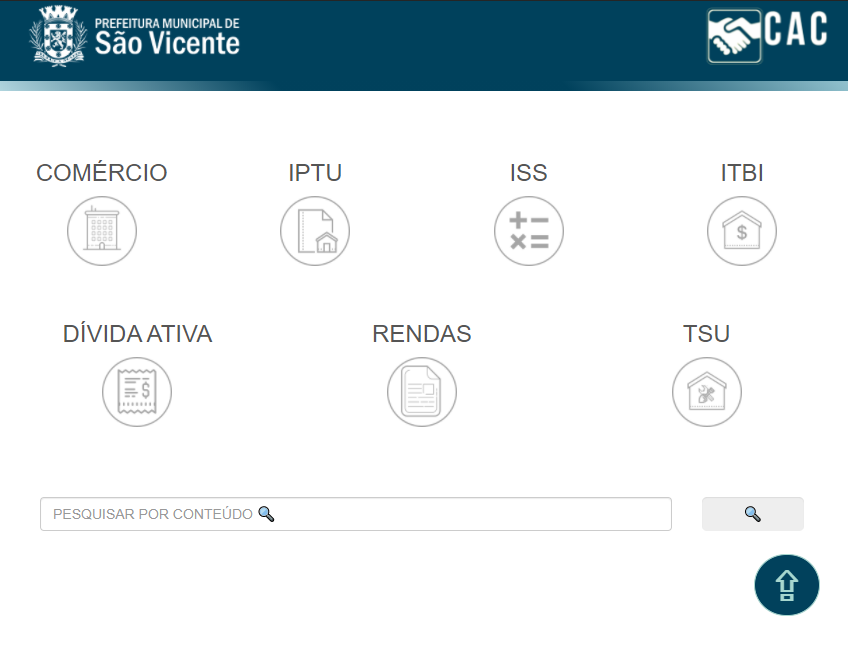 PREFEITURA MUNICIPAL DE
São Vicente
CAC
COMÉRCIO
IPTU
ISS
ITBI
$
DÍVIDA ATIVA
RENDAS
TSU
$
PESQUISAR POR CONTEÚDO